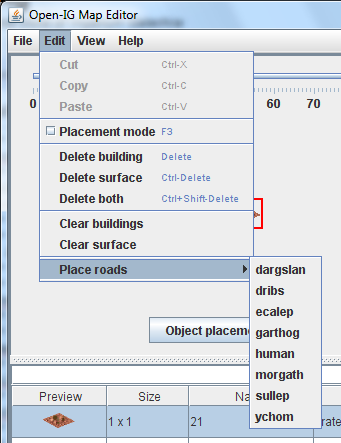 Open-IG Map Editor
File Edit View Help
Cut Ctrl-X
Copy Ctrl-C
Paste Ctrl-V
0 60 70
Placement mode F3
Delete building Delete
Delete surface Ctrl-Delete
Delete both Ctrl+Shift-Delete
Clear buildings
Clear surface
Place roads
dargslan
dribs
ecalep
garthog
human
morgath
sullep
ychom
Object placeme
Preview Size Na
1 x 1 21 rate